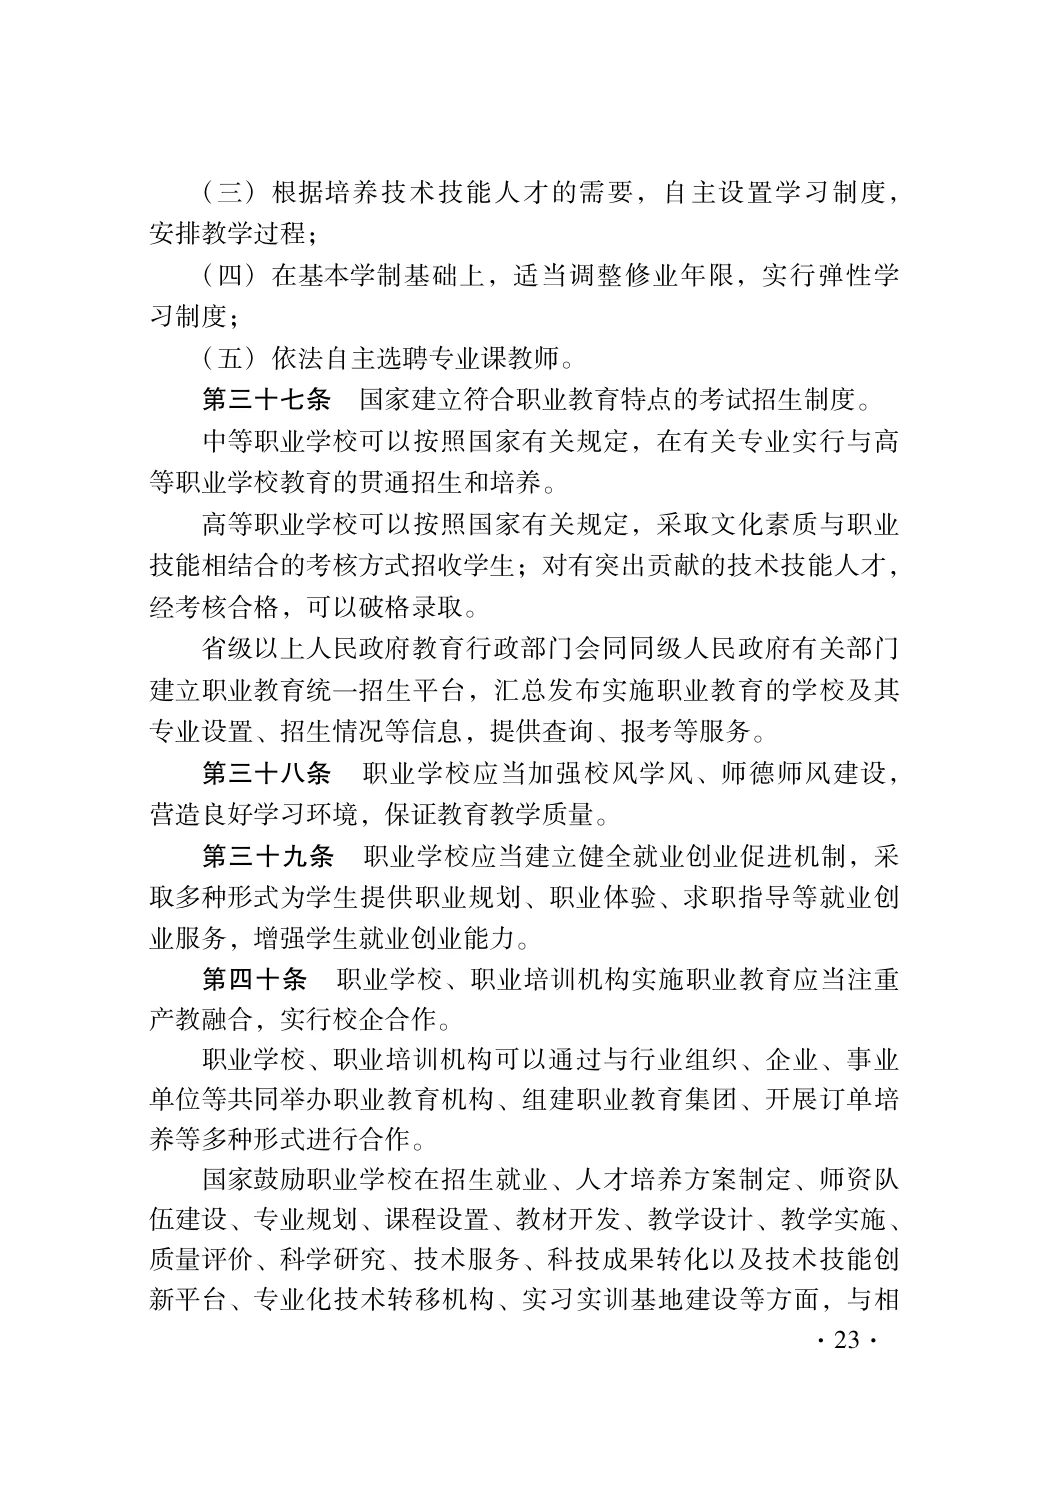 （三）根据培养技术技能人才的需要，自主设置学习制度，
安排教学过程；
（四）在基本学制基础上，适当调整修业年限，实行弹性学
习制度；
（五）依法自主选聘专业课教师。
第三十七条　国家建立符合职业教育特点的考试招生制度。
中等职业学校可以按照国家有关规定，在有关专业实行与高
等职业学校教育的贯通招生和培养。
高等职业学校可以按照国家有关规定，采取文化素质与职业
技能相结合的考核方式招收学生；对有突出贡献的技术技能人才，
经考核合格，可以破格录取。
省级以上人民政府教育行政部门会同同级人民政府有关部门
建立职业教育统一招生平台，汇总发布实施职业教育的学校及其
专业设置、招生情况等信息，提供查询、报考等服务。
第三十八条　职业学校应当加强校风学风、师德师风建设，
营造良好学习环境，保证教育教学质量。
第三十九条　职业学校应当建立健全就业创业促进机制，采
取多种形式为学生提供职业规划、职业体验、求职指导等就业创
业服务，增强学生就业创业能力。
第四十条　职业学校、职业培训机构实施职业教育应当注重
产教融合，实行校企合作。
职业学校、职业培训机构可以通过与行业组织、企业、事业
单位等共同举办职业教育机构、组建职业教育集团、开展订单培
养等多种形式进行合作。
国家鼓励职业学校在招生就业、人才培养方案制定、师资队
伍建设、专业规划、课程设置、教材开发、教学设计、教学实施、
质量评价、科学研究、技术服务、科技成果转化以及技术技能创
新平台、专业化技术转移机构、实习实训基地建设等方面，与相
·23·